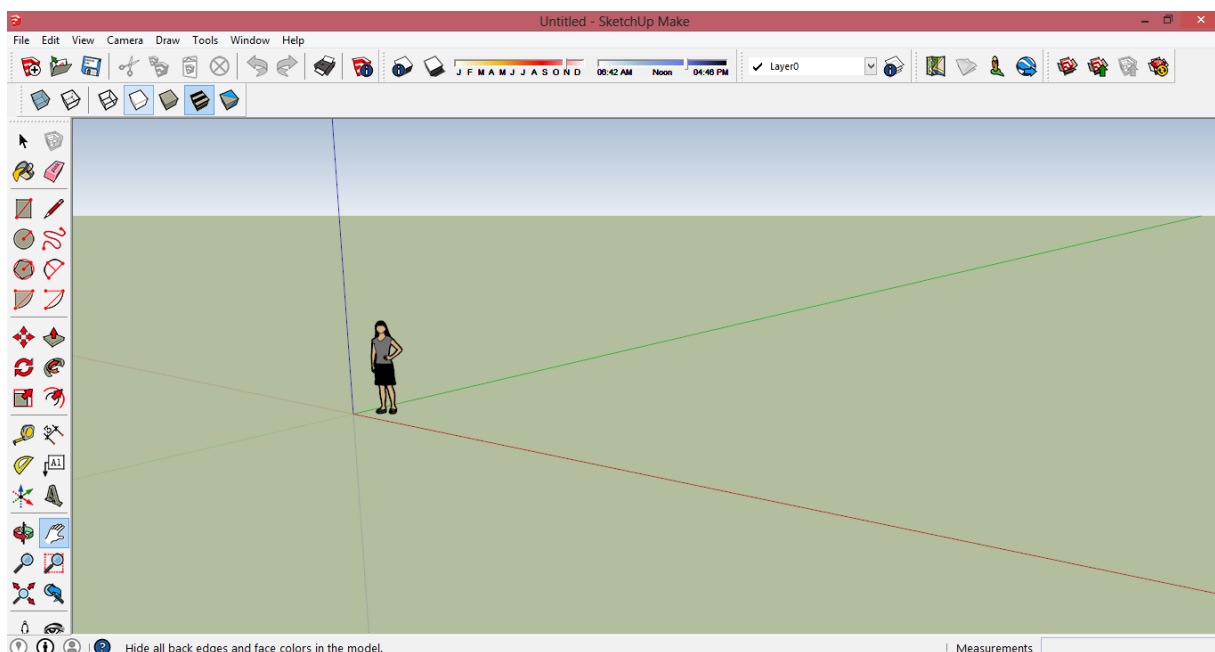 Untitled - SketchUp Make
File Edit View Camera Draw Tools Window Help
J F M A M J J A S O N D 06:42 AM Noon 04:46 PM Layer0
A1
Hide all back edges and face colors in the model. Measurements